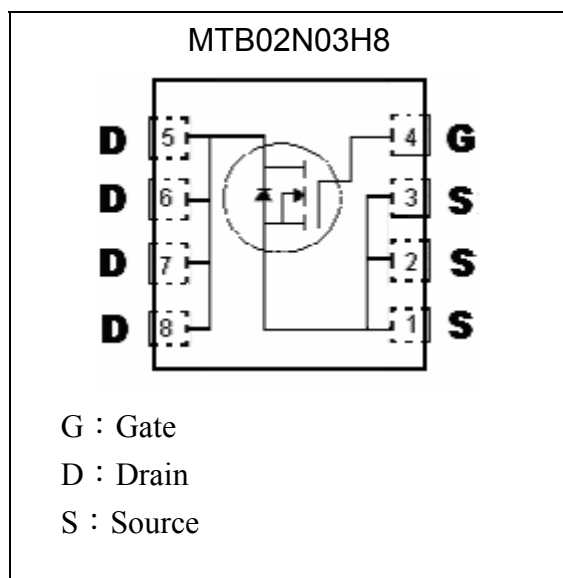 MTB02N03H8
D 5 4 G
D 6 3 S
D 7 2 S
D 8 1 S
G：Gate
D：Drain
S：Source